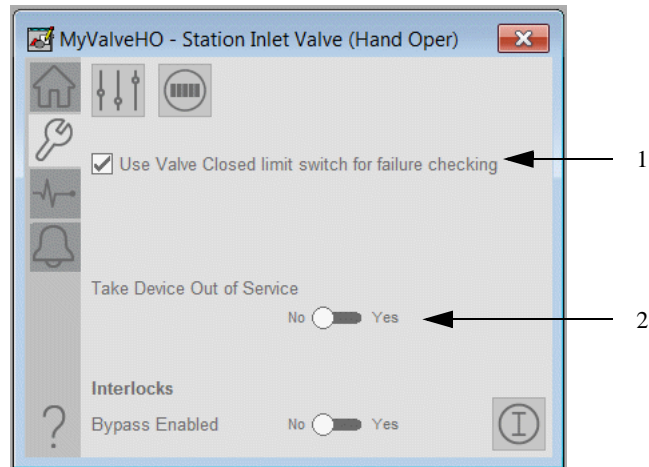 MyValveHO - Station Inlet Valve (Hand Oper)
Use Valve Closed limit switch for failure checking
1
Take Device Out of Service
No Yes
2
Interlocks
Bypass Enabled No Yes
?
I